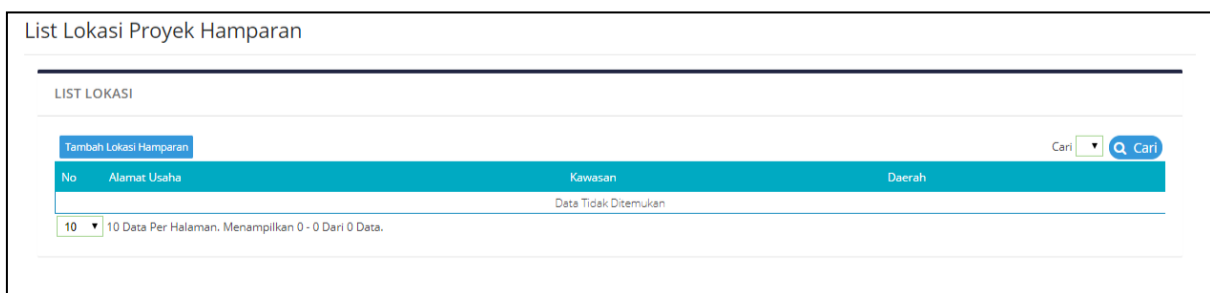 List Lokasi Proyek Hamparan
LIST LOKASI
Tambah Lokasi Hamparan Cari Cari
No Alamat Usaha Kawasan Daerah
Data Tidak Ditemukan
10 10 Data Per Halaman. Menampilkan 0 - 0 Dari 0 Data.